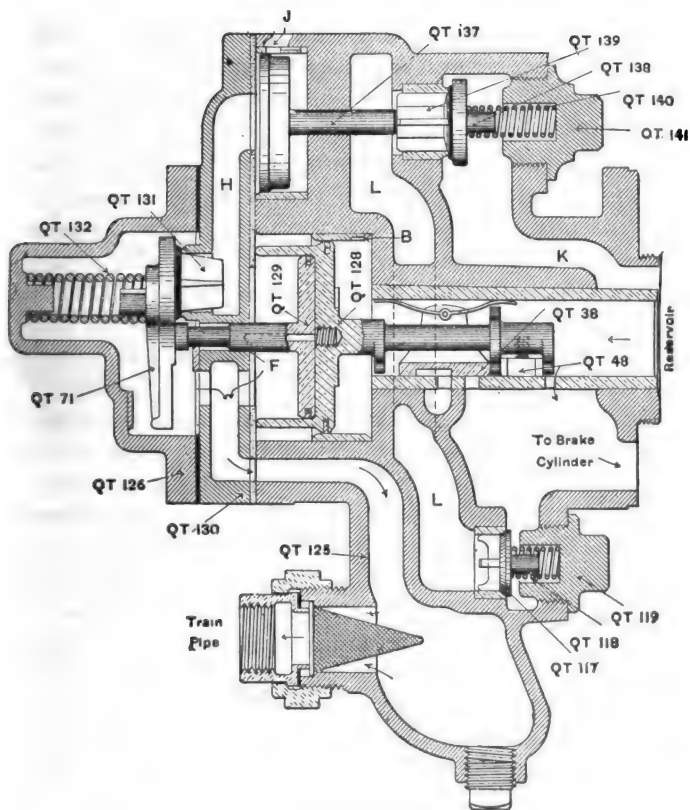 J
QT 137
QT 139
QT 138
QT 140
QT 141
H
L
QT 131
QT 132
B
K
QT 129
QT 128
QT 38
QT 48
Reservoir
F
QT 71
To Brake
Cylinder
QT 126
L
QT 130
QT 125
QT 119
Train
Pipe
QT 118
QT 117